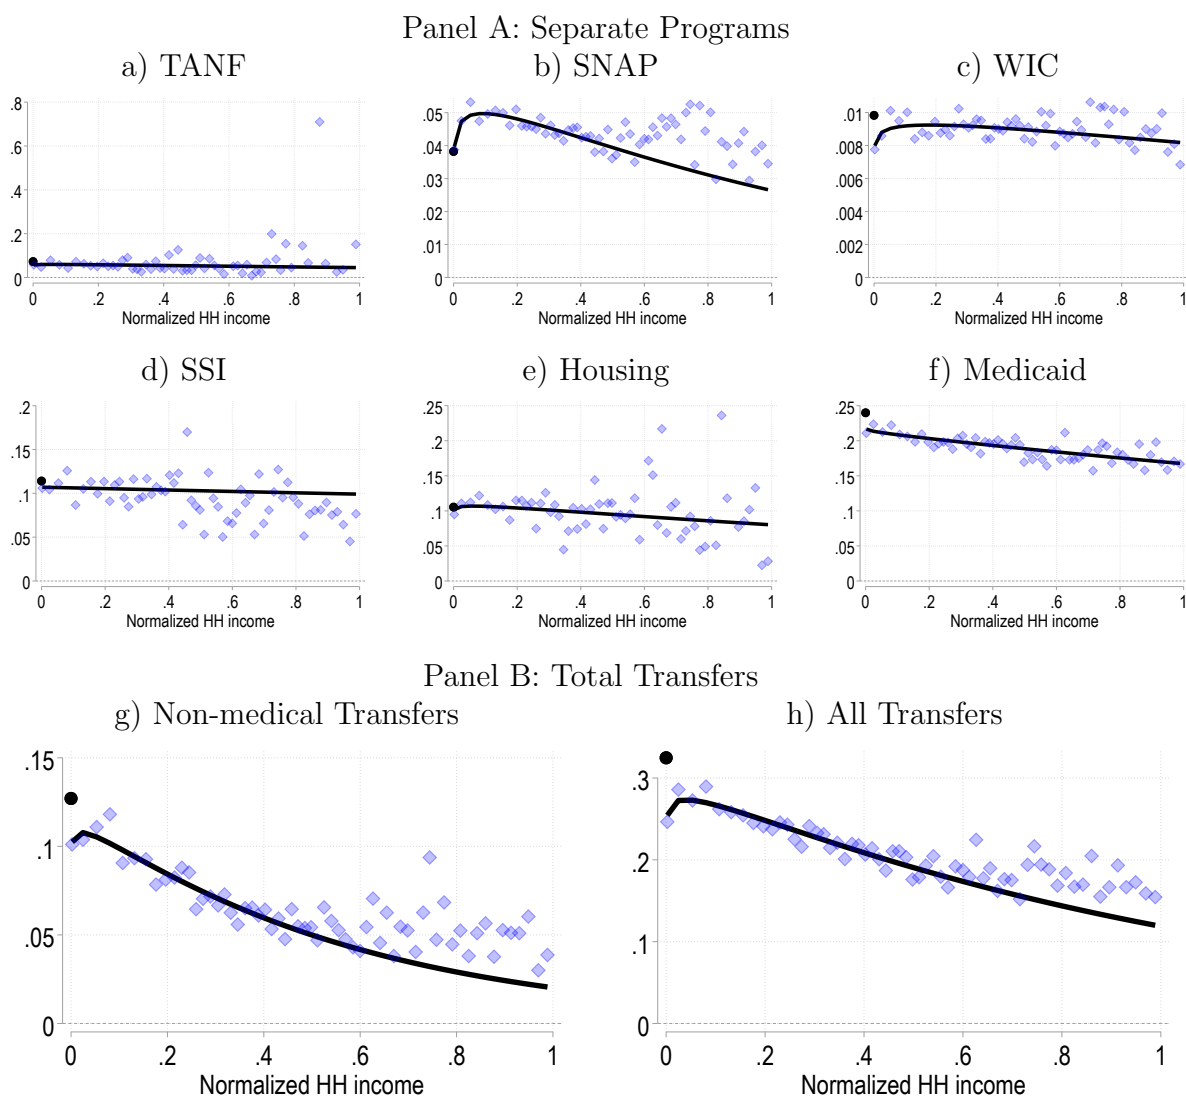 Panel A: Separate Programs
a) TANF b) SNAP c) WIC
.8
.6
.4
.2
0
0 .2 .4 .6 .8 1
Normalized HH income
.05
.04
.03
.02
.01
0
0 .2 .4 .6 .8 1
Normalized HH income
.01
.008
.006
.004
.002
0
0 .2 .4 .6 .8 1
Normalized HH income
d) SSI e) Housing f) Medicaid
.2
.15
.1
.05
0
0 .2 .4 .6 .8 1
Normalized HH income
.25
.2
.15
.1
.05
0
0 .2 .4 .6 .8 1
Normalized HH income
.25
.2
.15
.1
.05
0
0 .2 .4 .6 .8 1
Normalized HH income
Panel B: Total Transfers
g) Non-medical Transfers h) All Transfers
.15
.1
.05
0
0 .2 .4 .6 .8 1
Normalized HH income
.3
.2
.1
0
0 .2 .4 .6 .8 1
Normalized HH income